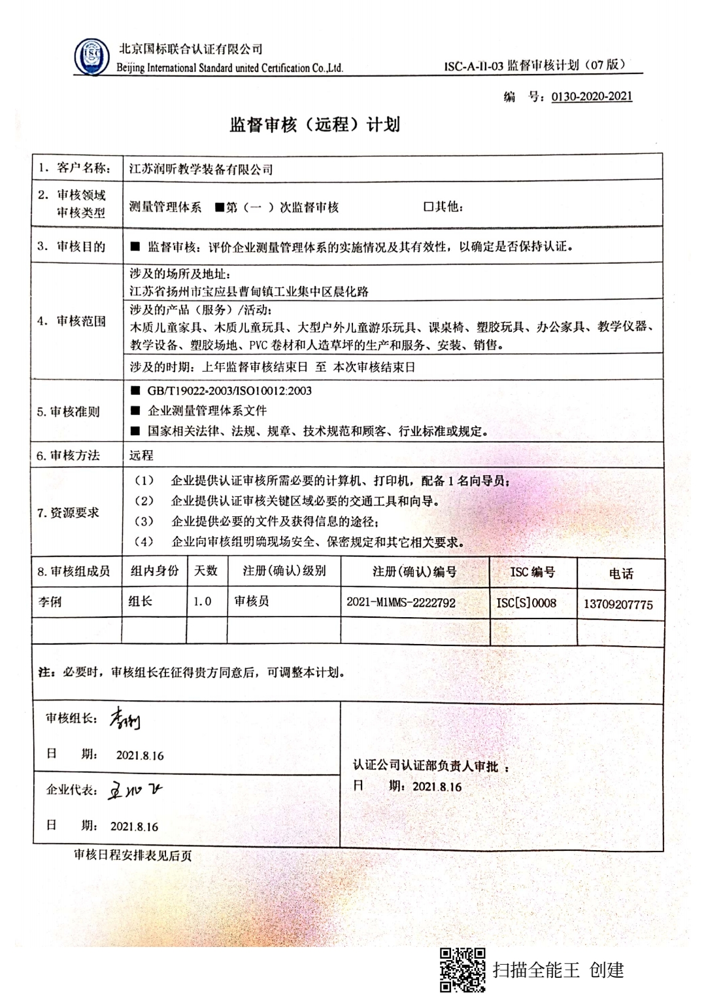 ISC
北京国标联合认证有限公司
Beijing International Standard united Certification Co.,Ltd.
ISC-A-II-03 监督审核计划（07 版）
编 号：0130-2020-2021
监督审核（远程）计划
1. 客户名称：
江苏润昕教学装备有限公司
2. 审核领域
审核类型
测量管理体系 ■第（一 ）次监督审核 □其他：
3. 审核目的
■ 监督审核：评价企业测量管理体系的实施情况及其有效性，以确定是否保持认证。
4. 审核范围
涉及的场所及地址：
江苏省扬州市宝应县曹甸镇工业集中区晨化路
涉及的产品（服务）/活动：
木质儿童家具、木质儿童玩具、大型户外儿童游乐玩具、课桌椅、塑胶玩具、办公家具、教学仪器、
教学设备、塑胶场地、PVC 卷材和人造草坪的生产和服务、安装、销售。
涉及的时期：上年监督审核结束日 至 本次审核结束日
5.审核准则
■ GB/T19022-2003/ISO10012:2003
■ 企业测量管理体系文件
■ 国家相关法律、法规、规章、技术规范和顾客、行业标准或规定。
6.审核方法
远程
7.资源要求
（1） 企业提供认证审核所需必要的计算机、打印机，配备 1 名向导员；
（2） 企业提供认证审核关键区域必要的交通工具和向导。
（3） 企业提供必要的文件及获得信息的途径；
（4） 企业向审核组明确现场安全、保密规定和其它相关要求。
8.审核组成员 组内身份 天数 注册(确认)级别 注册(确认)编号 ISC 编号 电话
李俐 组长 1.0 审核员 2021-M1MMS-2222792 ISC[S]0008 13709207775
注：必要时，审核组长在征得贵方同意后，可调整本计划。
审核组长：李俐
日 期： 2021.8.16
企业代表：
日 期： 2021.8.16
认证公司认证部负责人审批 ：
日 期：2021.8.16
审核日程安排表见后页
扫描全能王 创建